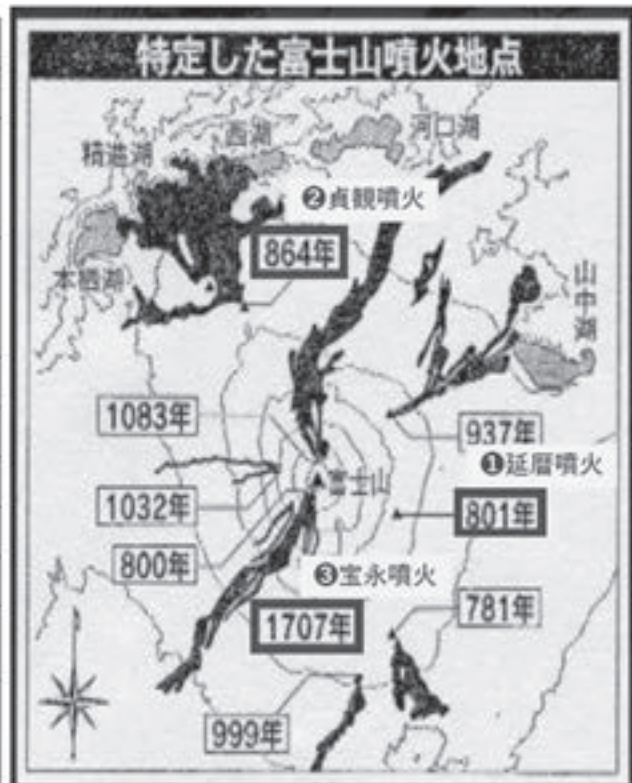 特定した富士山噴火地点
河口湖
西湖
精進湖
❷貞観噴火
864年
本栖湖
山中湖
1083年
937年
❶延暦噴火
1032年
富士山
801年
800年
❸宝永噴火
781年
1707年
999年